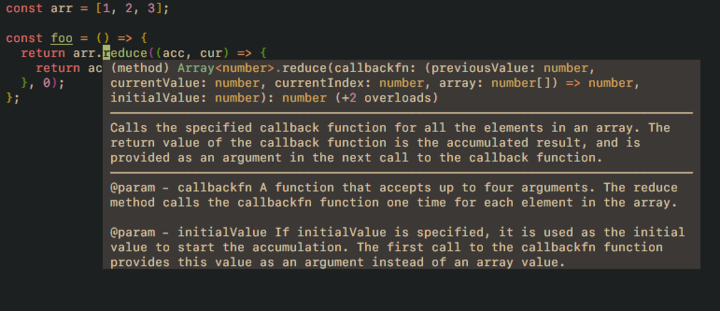 const arr = [1, 2, 3];
const foo = () => {
return arr.reduce((acc, cur) => {
return ac
}, 0);
};
(method) Array<number>.reduce(callbackfn: (previousValue: number,
currentValue: number, currentIndex: number, array: number[]) => number,
initialValue: number): number (+2 overloads)
Calls the specified callback function for all the elements in an array. The
return value of the callback function is the accumulated result, and is
provided as an argument in the next call to the callback function.
@param – callbackfn A function that accepts up to four arguments. The reduce
method calls the callbackfn function one time for each element in the array.
@param – initialValue If initialValue is specified, it is used as the initial
value to start the accumulation. The first call to the callbackfn function
provides this value as an argument instead of an array value.